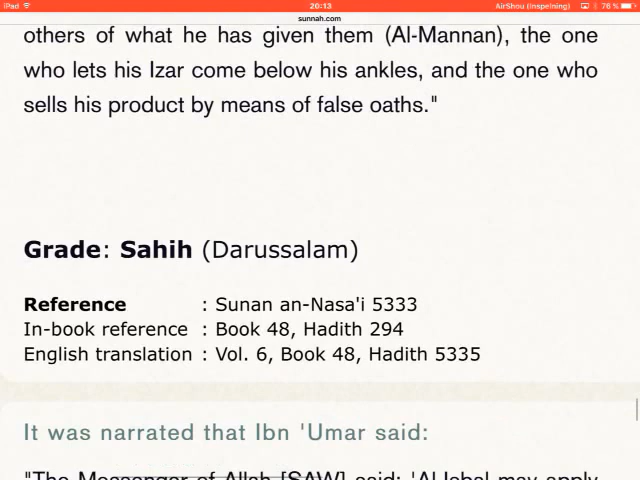 iPad 20:13 AirShou (Inspelning) 76 %
sunnah.com
others of what he has given them (Al-Mannan), the one
who lets his Izar come below his ankles, and the one who
sells his product by means of false oaths."
Grade: Sahih (Darussalam)
Reference : Sunan an-Nasa'i 5333
In-book reference : Book 48, Hadith 294
English translation : Vol. 6, Book 48, Hadith 5335
It was narrated that Ibn 'Umar said:
"The Messenger of Allah [SAW] said: 'Al-Isbal may apply